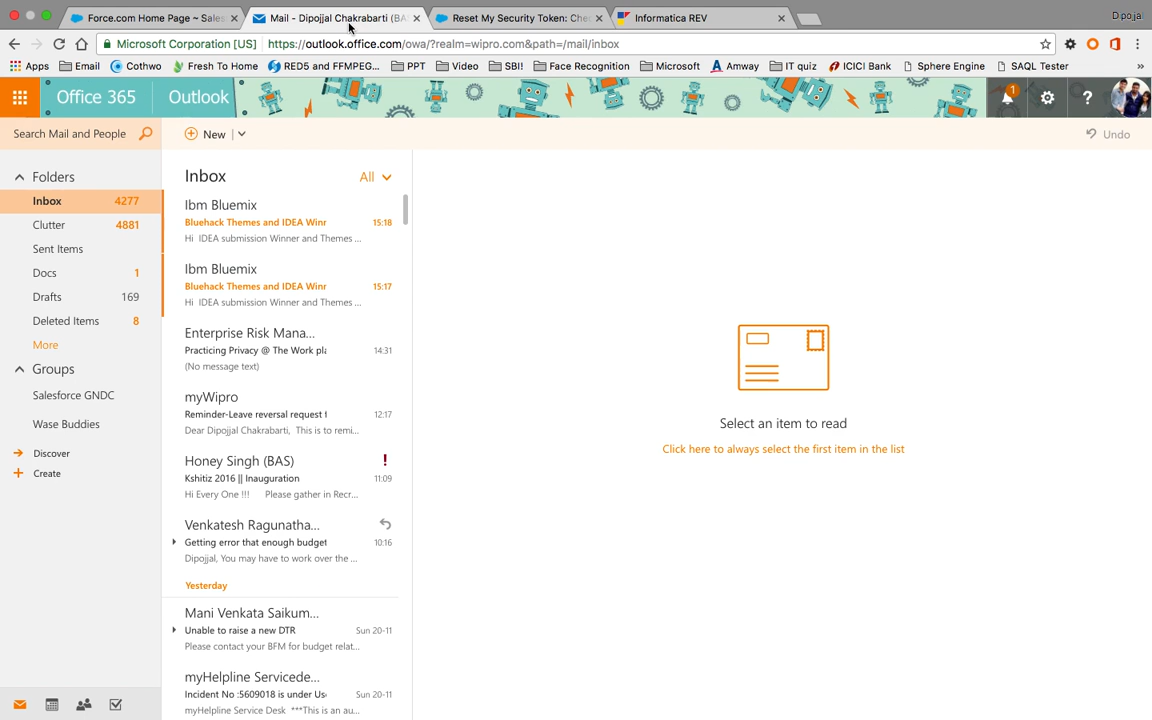 Force.com Home Page ~ Sales
Mail - Dipojjal Chakrabarti (BA
Reset My Security Token: Che
Informatica REV
Dipojjal
Microsoft Corporation [US]
https://outlook.office.com/owa/?realm=wipro.com&path=/mail/inbox
Apps
Email
Cothwo
Fresh To Home
RED5 and FFMPEG...
PPT
Video
SBI!
Face Recognition
Microsoft
Amway
IT quiz
ICICI Bank
Sphere Engine
SAQL Tester
»
Office 365
Outlook
1
?
Search Mail and People
New
Undo
Folders
Inbox 4277
Clutter 4881
Sent Items
Docs 1
Drafts 169
Deleted Items 8
More
Groups
Salesforce GNDC
Wase Buddies
Discover
Create
Inbox
All
Ibm Bluemix
Bluehack Themes and IDEA Winr 15:18
Hi IDEA submission Winner and Themes ...
Ibm Bluemix
Bluehack Themes and IDEA Winr 15:17
Hi IDEA submission Winner and Themes ...
Enterprise Risk Mana...
Practicing Privacy @ The Work pla 14:31
(No message text)
myWipro
Reminder-Leave reversal request f 12:17
Dear Dipojjal Chakrabarti, This is to remi...
Honey Singh (BAS) !
Kshitiz 2016 || Inauguration 11:09
Hi Every One !!! Please gather in Recr...
Venkatesh Ragunatha...
Getting error that enough budget 10:16
Dipojjal, You may have to work over the ...
Yesterday
Mani Venkata Saikum...
Unable to raise a new DTR Sun 20-11
Please contact your BFM for budget relat...
myHelpline Servicede...
Incident No :5609018 is under Us Sun 20-11
myHelpline Service Desk ***This is an au...
Select an item to read
Click here to always select the first item in the list